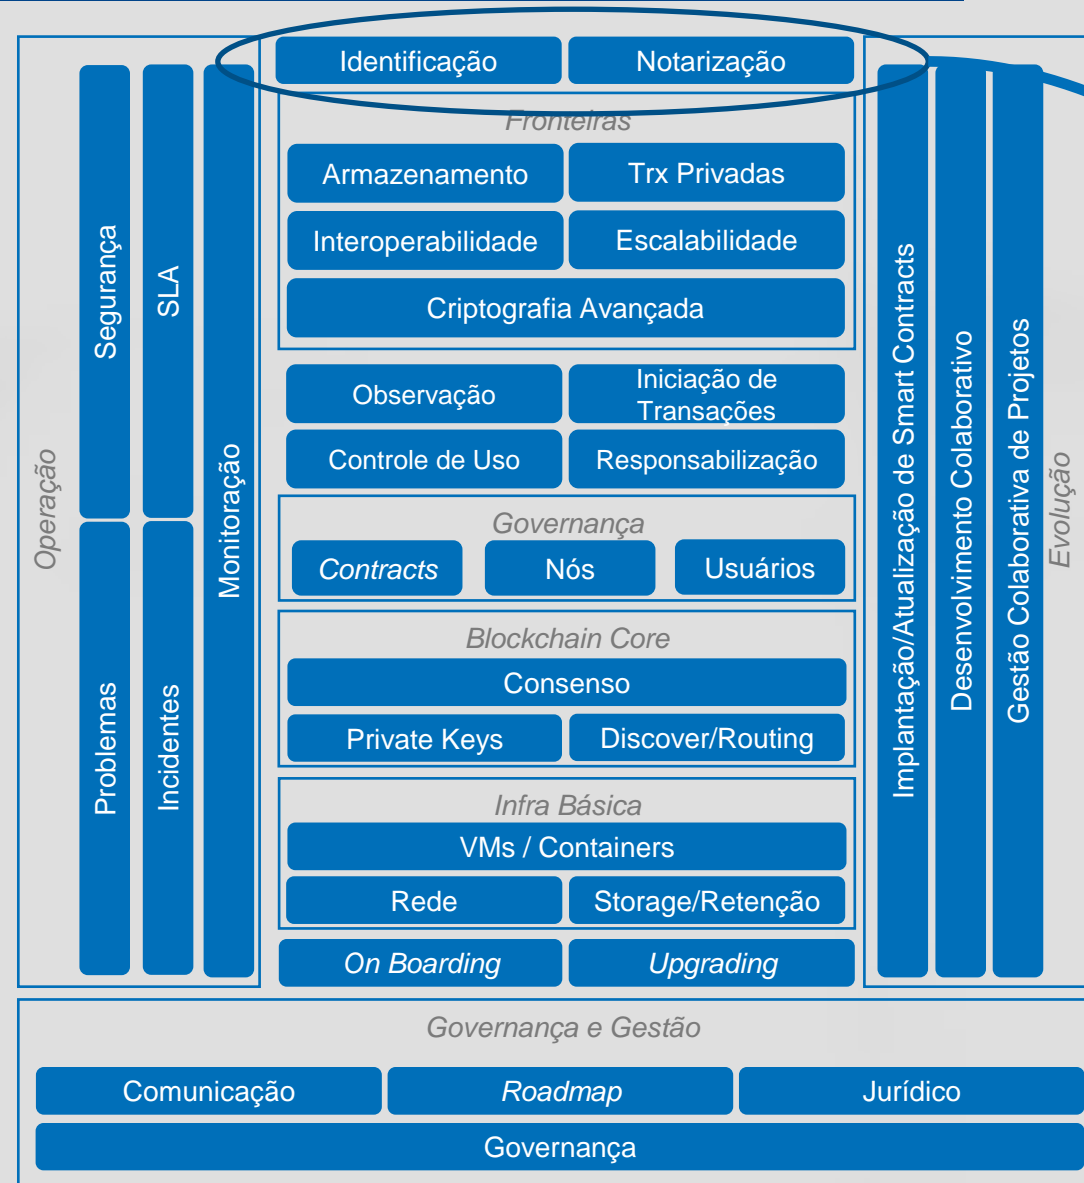 Identificação
Notarização
Fronteiras
Armazenamento
Trx Privadas
Interoperabilidade
Escalabilidade
Criptografia Avançada
Observação
Iniciação de
Transações
Controle de Uso
Responsabilização
Governança
Contracts
Nós
Usuários
Blockchain Core
Consenso
Private Keys
Discover/Routing
Infra Básica
VMs / Containers
Rede
Storage/Retenção
On Boarding
Upgrading
Operação
Segurança
SLA
Problemas
Incidentes
Monitoração
Implantação/Atualização de Smart Contracts
Desenvolvimento Colaborativo
Gestão Colaborativa de Projetos
Evolução
Governança e Gestão
Comunicação
Roadmap
Jurídico
Governança